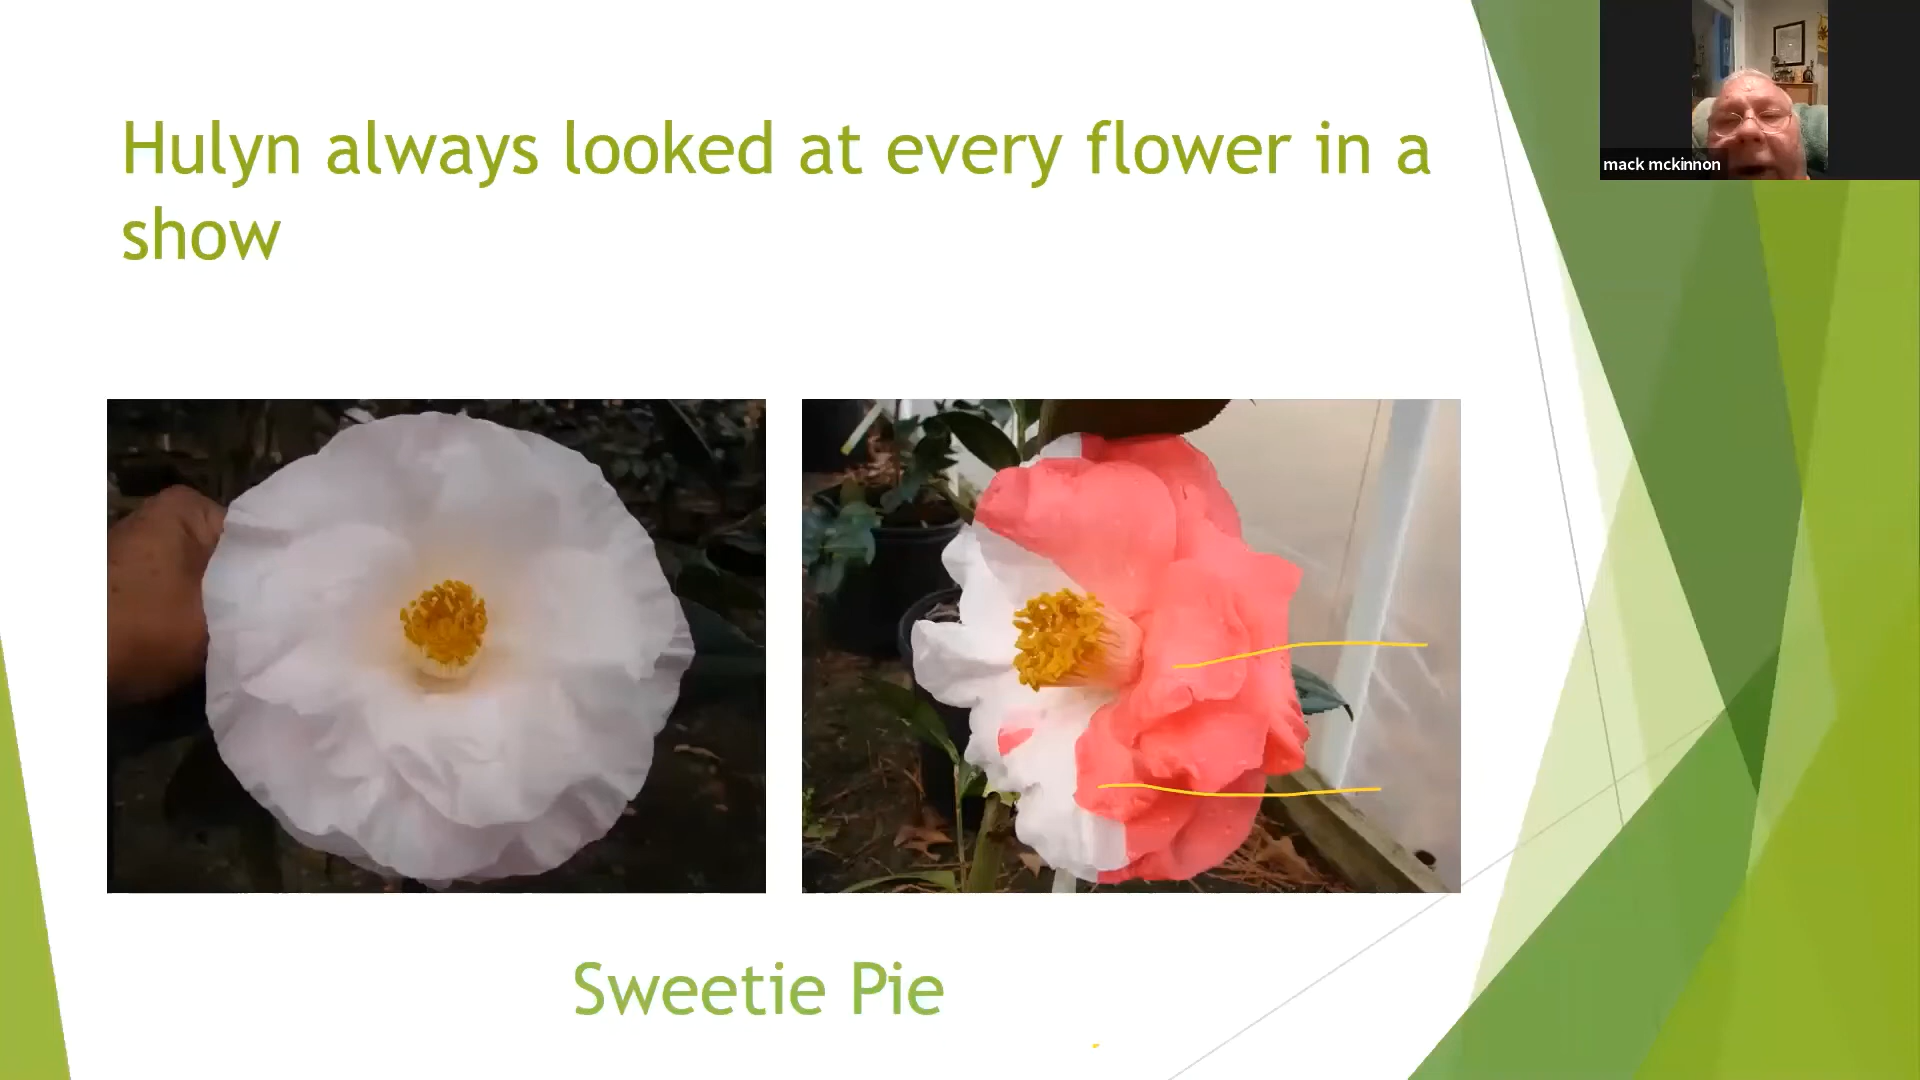 Hulyn always looked at every flower in a
show
mack mckinnon
Sweetie Pie